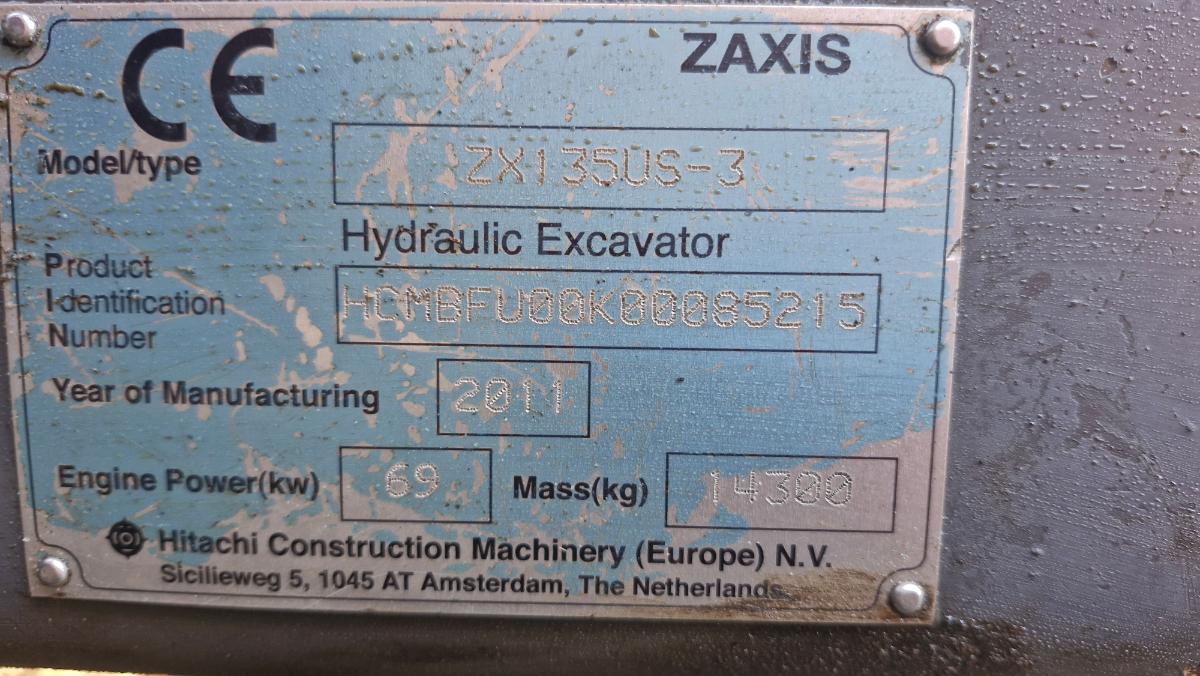 CE ZAXIS
Model/type ZX135US-3
Hydraulic Excavator
Product
Identification HCMBFU00K00085215
Number
Year of Manufacturing 2011
Engine Power(kw) 69 Mass(kg) 14300
Hitachi Construction Machinery (Europe) N.V.
Sicilieweg 5, 1045 AT Amsterdam, The Netherlands.